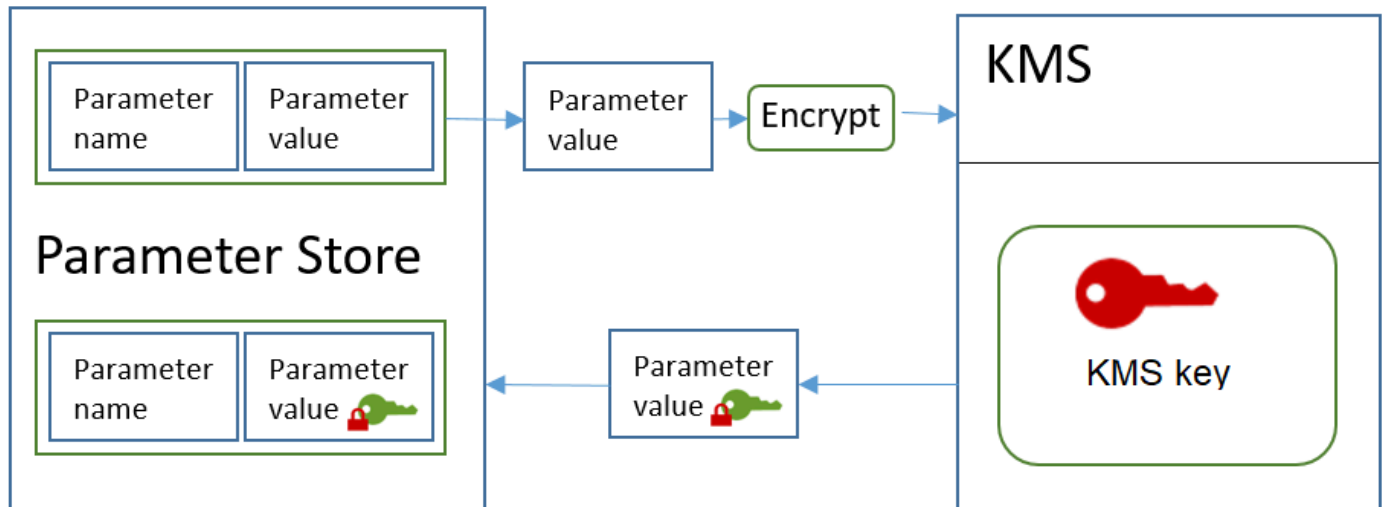 Parameter
name
Parameter
value
Parameter
value
Encrypt
KMS
Parameter Store
Parameter
name
Parameter
value
Parameter
value
KMS key